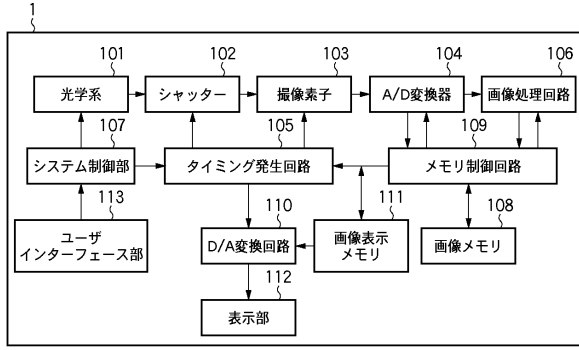 1
101
102
103
104
106
光学系
シャッター
撮像素子
A/D変換器
画像処理回路
107
105
109
システム制御部
タイミング発生回路
メモリ制御回路
113
110
111
108
ユーザ
インターフェース部
D/A変換回路
画像表示
メモリ
画像メモリ
112
表示部